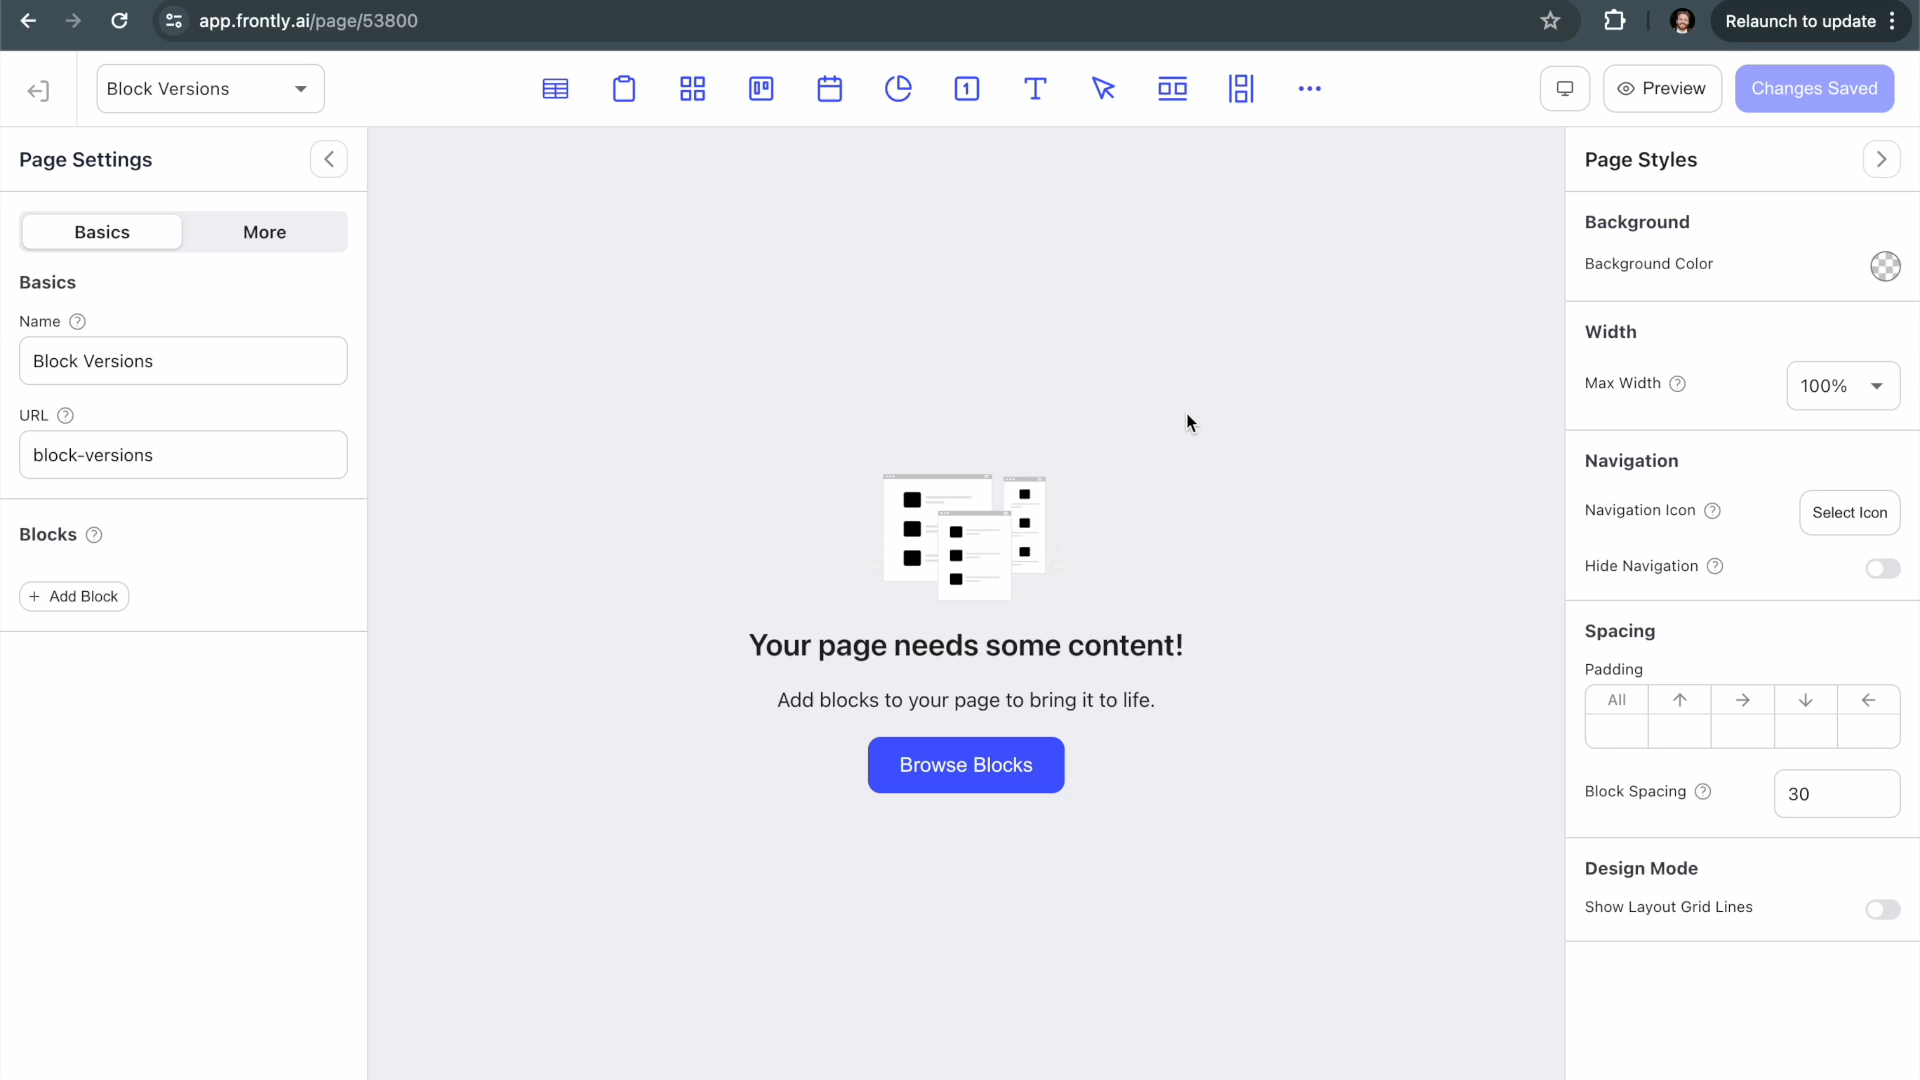 app.frontly.ai/page/53800
Relaunch to update
Block Versions
1
T
Preview
Changes Saved
Page Settings
Basics
More
Basics
Name
Block Versions
URL
block-versions
Blocks
+ Add Block
Your page needs some content!
Add blocks to your page to bring it to life.
Browse Blocks
Page Styles
Background
Background Color
Width
Max Width
100%
Navigation
Navigation Icon
Select Icon
Hide Navigation
Spacing
Padding
All
Block Spacing
30
Design Mode
Show Layout Grid Lines